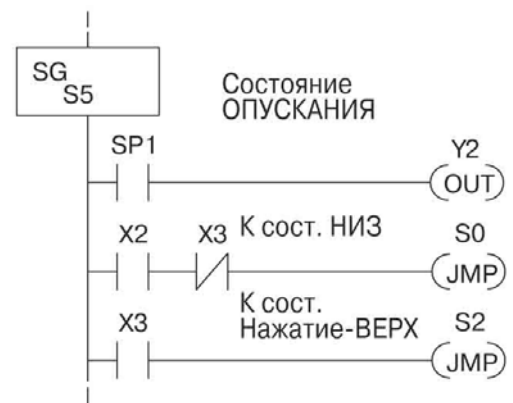 SG
S5
Состояние
ОПУСКАНИЯ
SP1
Y2
OUT
X2
X3
К сост. НИЗ
S0
JMP
X3
К сост.
Нажатие-ВЕРХ
S2
JMP